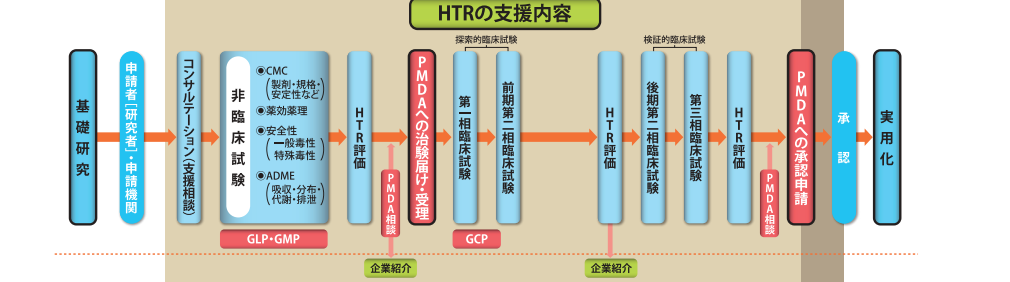 HTRの支援内容
基礎研究
申請者[研究者]・申請機関
コンサルテーション(支援相談)
非臨床試験
◉CMC
(製剤・規格・
安定性など)
◉薬効薬理
◉安全性
(一般毒性
特殊毒性)
◉ADME
(吸収・分布・
代謝・排泄)
GLP・GMP
HTR評価
PMDA相談
企業紹介
PMDAへの治験届け・受理
探索的臨床試験
第一相臨床試験
前期第二相臨床試験
GCP
HTR評価
企業紹介
検証的臨床試験
後期第二相臨床試験
第三相臨床試験
HTR評価
PMDA相談
PMDAへの承認申請
承認
実用化